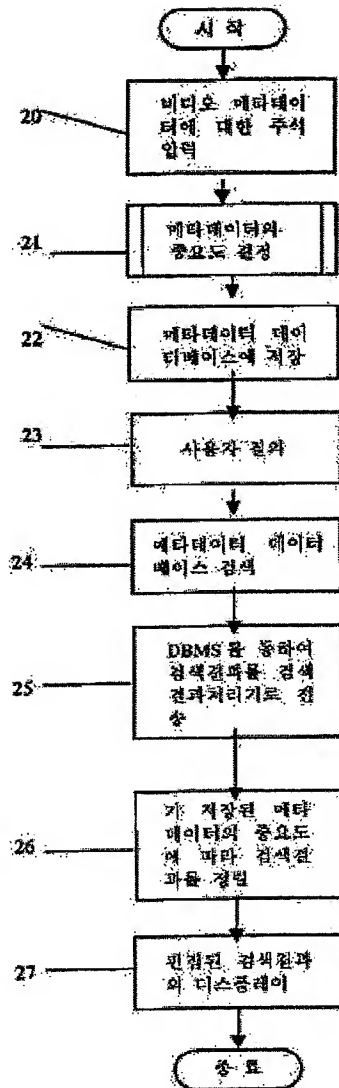 시 작
20
비디오 메타데이
터에 대한 주석
입력
21
메타데이터의
중요도 결정
22
메타데이터 데이
터베이스에 저장
23
사용자 질의
24
메타데이터 데이터
베이스 검색
25
DBMS를 통하여
검색결과를 검색
결과처리기로 전
송
26
기 저장된 메타
데이터의 중요도
에 따라 검색결
과를 정렬
27
편집된 검색결과
의 디스플레이
종 료